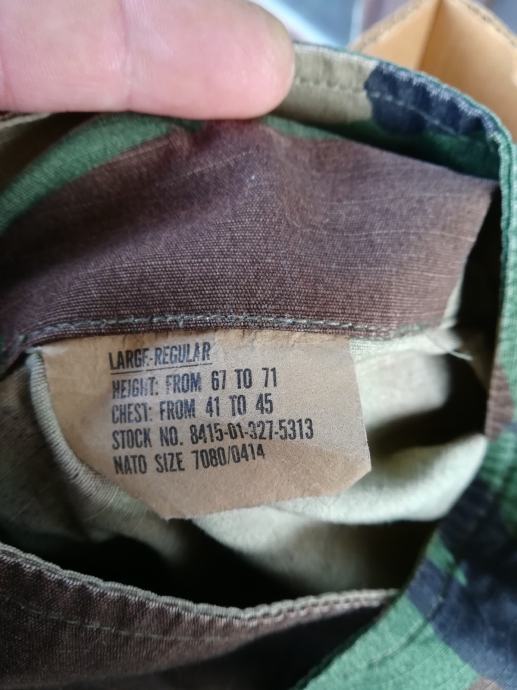 LARGE-REGULAR
HEIGHT: FROM 67 TO 71
CHEST: FROM 41 TO 45
STOCK NO. 8415-01-327-5313
NATO SIZE 7080/0414